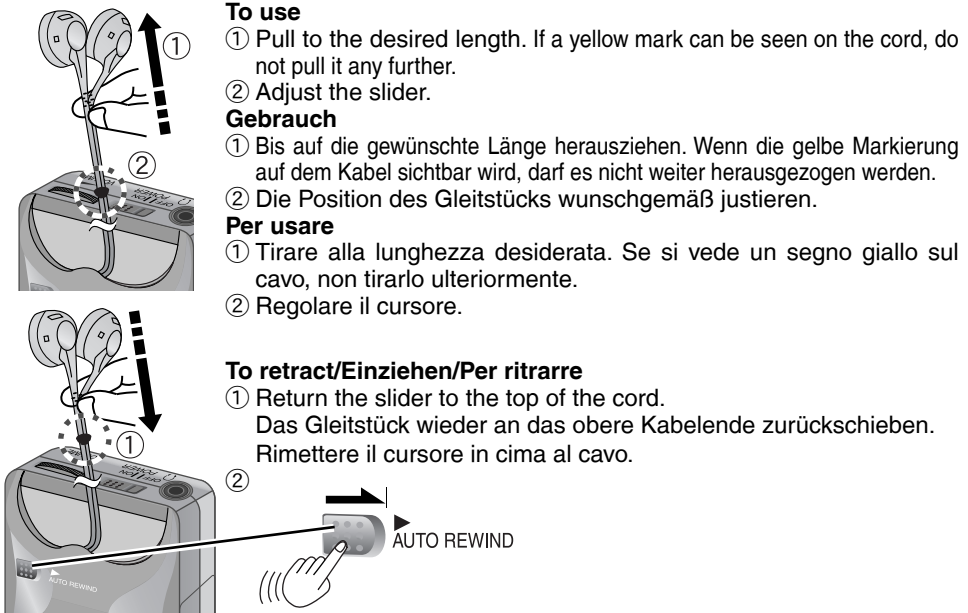 To use
① Pull to the desired length. If a yellow mark can be seen on the cord, do
not pull it any further.
② Adjust the slider.
Gebrauch
① Bis auf die gewünschte Länge herausziehen. Wenn die gelbe Markierung
auf dem Kabel sichtbar wird, darf es nicht weiter herausgezogen werden.
② Die Position des Gleitstücks wunschgemäß justieren.
Per usare
① Tirare alla lunghezza desiderata. Se si vede un segno giallo sul
cavo, non tirarlo ulteriormente.
② Regolare il cursore.
①
②
OFF ON
POWER
To retract/Einziehen/Per ritrarre
① Return the slider to the top of the cord.
Das Gleitstück wieder an das obere Kabelende zurückschieben.
Rimettere il cursore in cima al cavo.
②
AUTO REWIND
①
OFF ON
POWER
AUTO REWIND